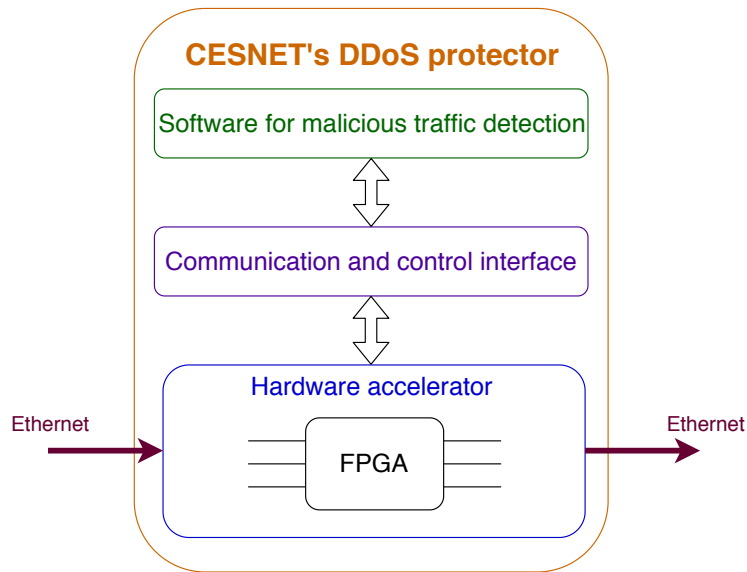 CESNET's DDoS protector
Software for malicious traffic detection
Communication and control interface
Hardware accelerator
Ethernet
Ethernet
FPGA